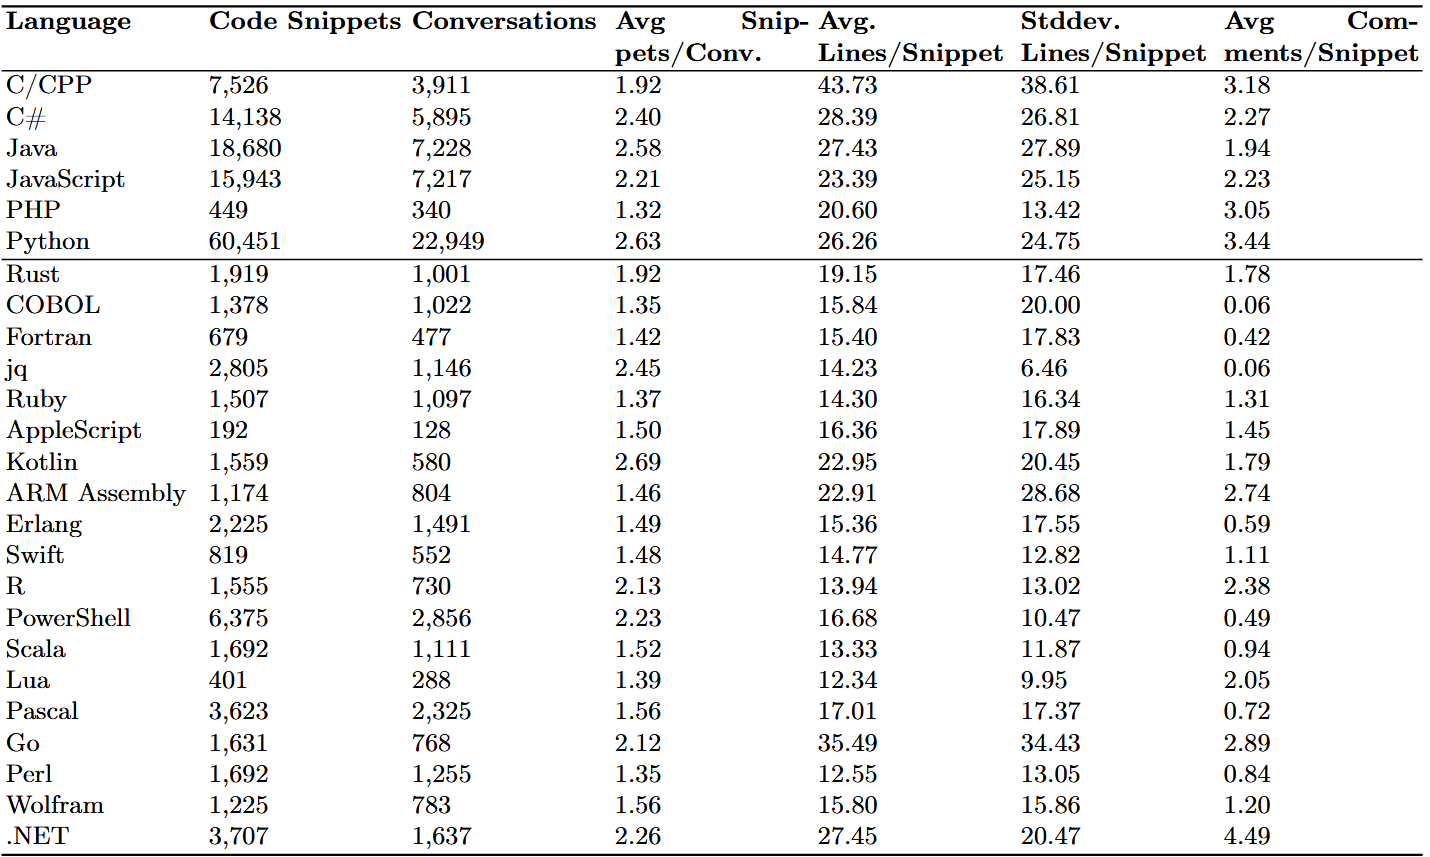 Language Code Snippets Conversations Avg Snip- Avg. Stddev. Avg Com-
pets/Conv. Lines/Snippet Lines/Snippet ments/Snippet
C/CPP 7,526 3,911 1.92 43.73 38.61 3.18
C# 14,138 5,895 2.40 28.39 26.81 2.27
Java 18,680 7,228 2.58 27.43 27.89 1.94
JavaScript 15,943 7,217 2.21 23.39 25.15 2.23
PHP 449 340 1.32 20.60 13.42 3.05
Python 60,451 22,949 2.63 26.26 24.75 3.44
Rust 1,919 1,001 1.92 19.15 17.46 1.78
COBOL 1,378 1,022 1.35 15.84 20.00 0.06
Fortran 679 477 1.42 15.40 17.83 0.42
jq 2,805 1,146 2.45 14.23 6.46 0.06
Ruby 1,507 1,097 1.37 14.30 16.34 1.31
AppleScript 192 128 1.50 16.36 17.89 1.45
Kotlin 1,559 580 2.69 22.95 20.45 1.79
ARM Assembly 1,174 804 1.46 22.91 28.68 2.74
Erlang 2,225 1,491 1.49 15.36 17.55 0.59
Swift 819 552 1.48 14.77 12.82 1.11
R 1,555 730 2.13 13.94 13.02 2.38
PowerShell 6,375 2,856 2.23 16.68 10.47 0.49
Scala 1,692 1,111 1.52 13.33 11.87 0.94
Lua 401 288 1.39 12.34 9.95 2.05
Pascal 3,623 2,325 1.56 17.01 17.37 0.72
Go 1,631 768 2.12 35.49 34.43 2.89
Perl 1,692 1,255 1.35 12.55 13.05 0.84
Wolfram 1,225 783 1.56 15.80 15.86 1.20
.NET 3,707 1,637 2.26 27.45 20.47 4.49